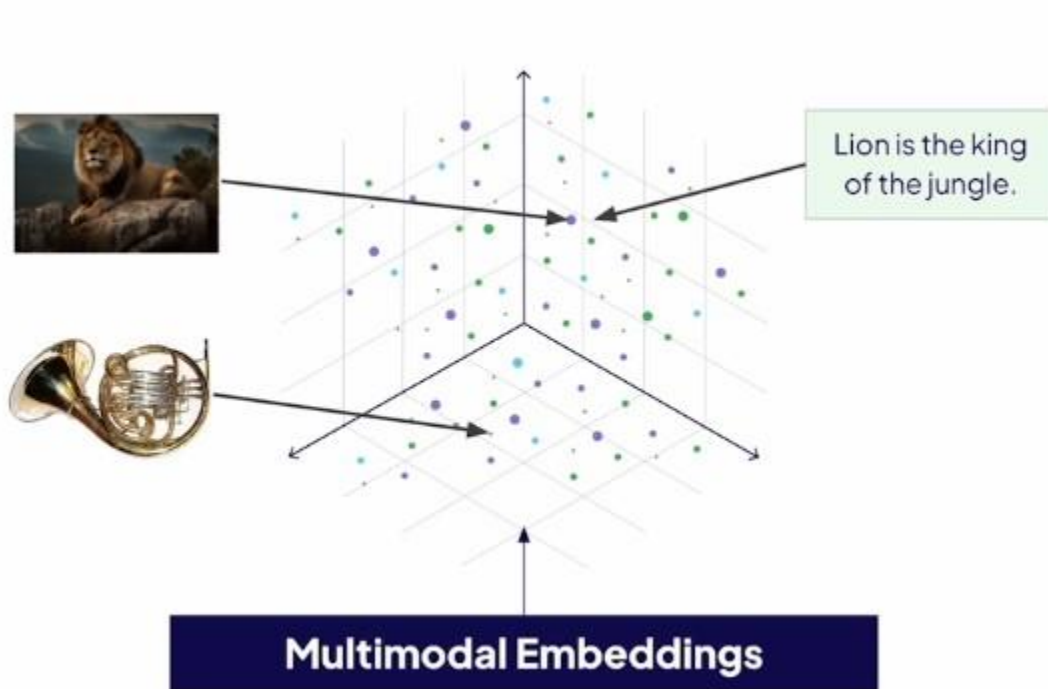 Lion is the king
of the jungle.
Multimodal Embeddings